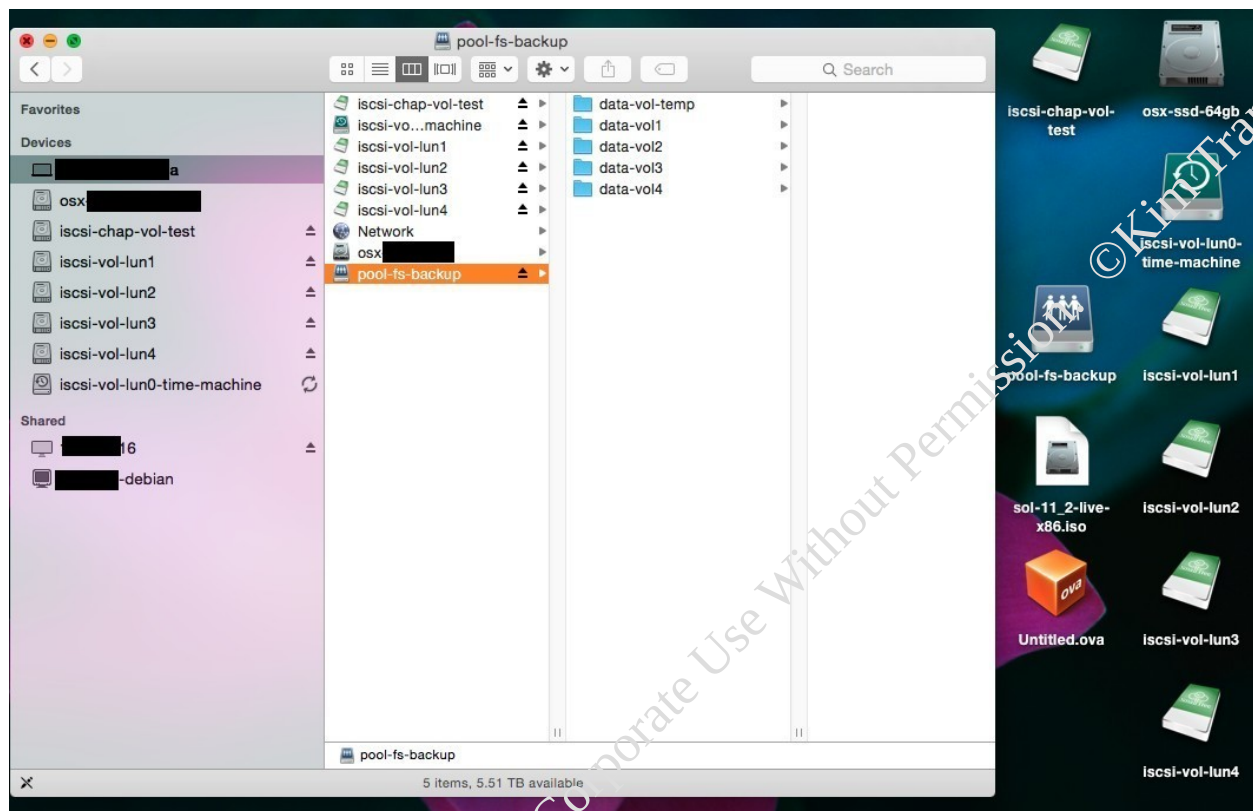 pool-fs-backup
Search
Favorites
Devices
a
osx
iscsi-chap-vol-test
iscsi-vol-lun1
iscsi-vol-lun2
iscsi-vol-lun3
iscsi-vol-lun4
iscsi-vol-lun0-time-machine
Shared
16
-debian
iscsi-chap-vol-test
iscsi-vo...machine
iscsi-vol-lun1
iscsi-vol-lun2
iscsi-vol-lun3
iscsi-vol-lun4
Network
osx
pool-fs-backup
data-vol-temp
data-vol1
data-vol2
data-vol3
data-vol4
pool-fs-backup
5 items, 5.51 TB available
iscsi-chap-vol-
test
osx-ssd-64gb
iscsi-vol-lun0-
time-machine
pool-fs-backup
iscsi-vol-lun1
sol-11_2-live-
x86.iso
iscsi-vol-lun2
ova
Untitled.ova
iscsi-vol-lun3
iscsi-vol-lun4
Corporate Use Without Permission ©KimTra